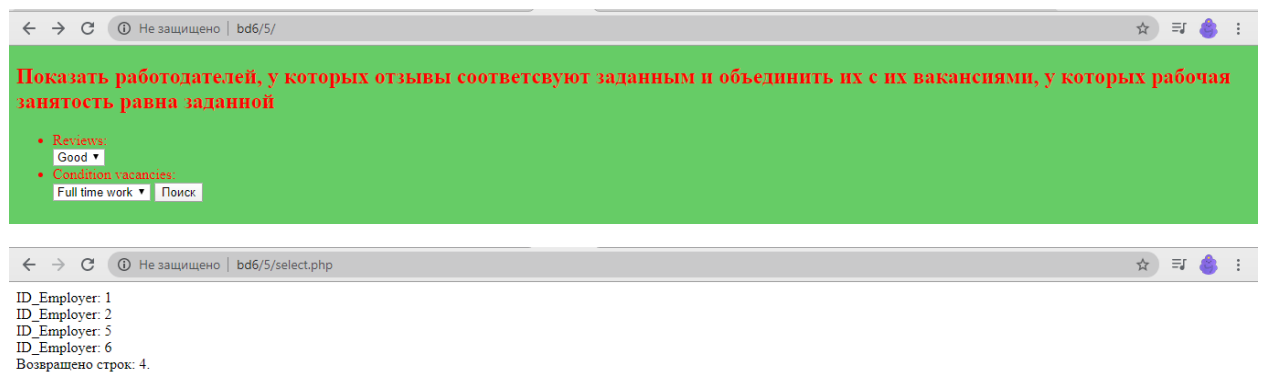 Не защищено | bd6/5/
Показать работодателей, у которых отзывы соответсвуют заданным и объединить их с их вакансиями, у которых рабочая
занятость равна заданной
Reviews:
Good
Condition vacancies:
Full time work Поиск
Не защищено | bd6/5/select.php
ID_Employer: 1
ID_Employer: 2
ID_Employer: 5
ID_Employer: 6
Возвращено строк: 4.